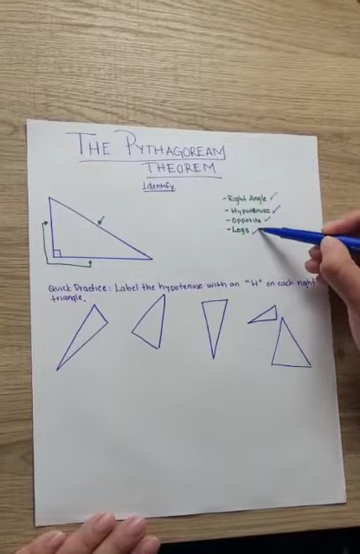 THE PYTHAGOREAM
THEOREM
Identify
- Right Angle ✓
- Hypotenuse ✓
- Opposite ✓
- Legs ✓
Quick Practice: Label the hypotenuse with an "H" on each right
triangle.